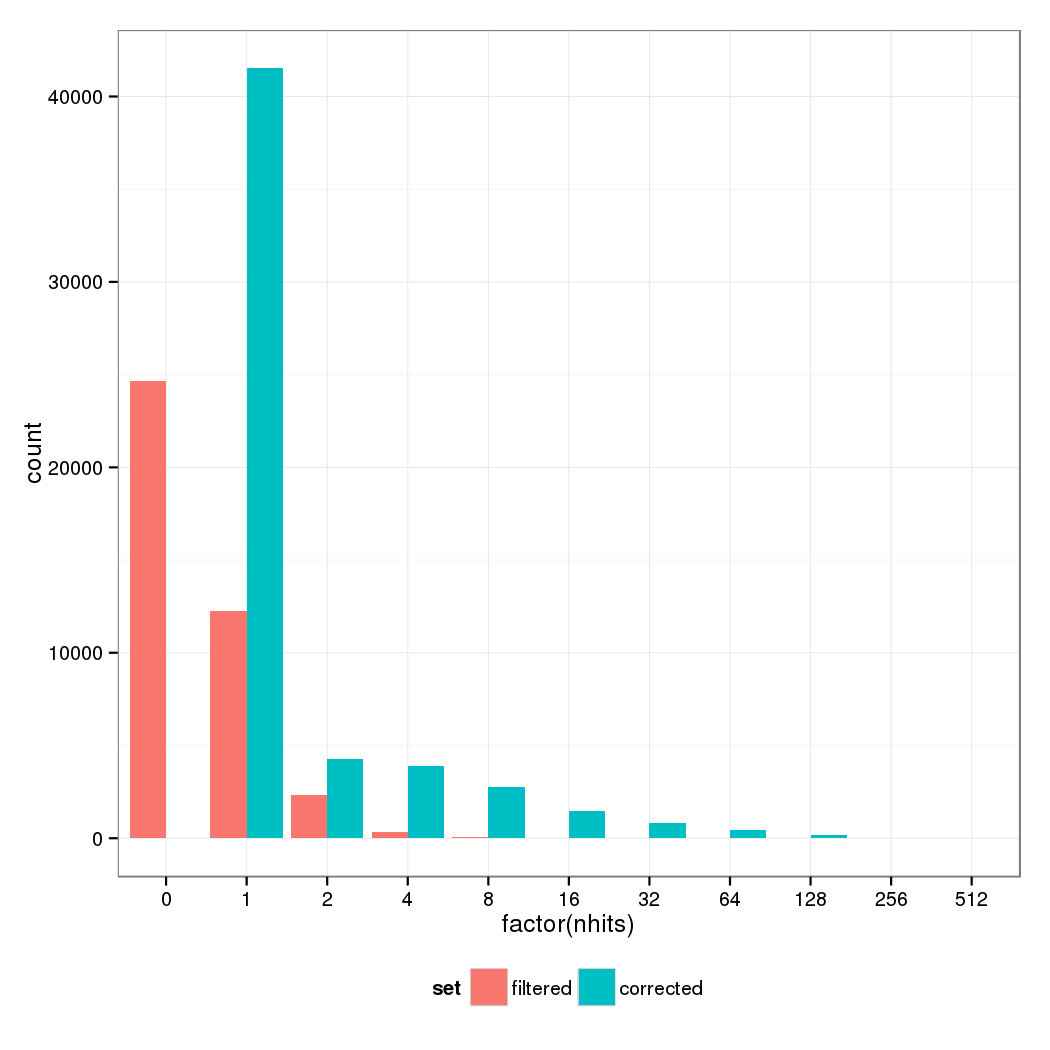 count
40000
30000
20000
10000
0
0 1 2 4 8 16 32 64 128 256 512
factor(nhits)
set filtered corrected